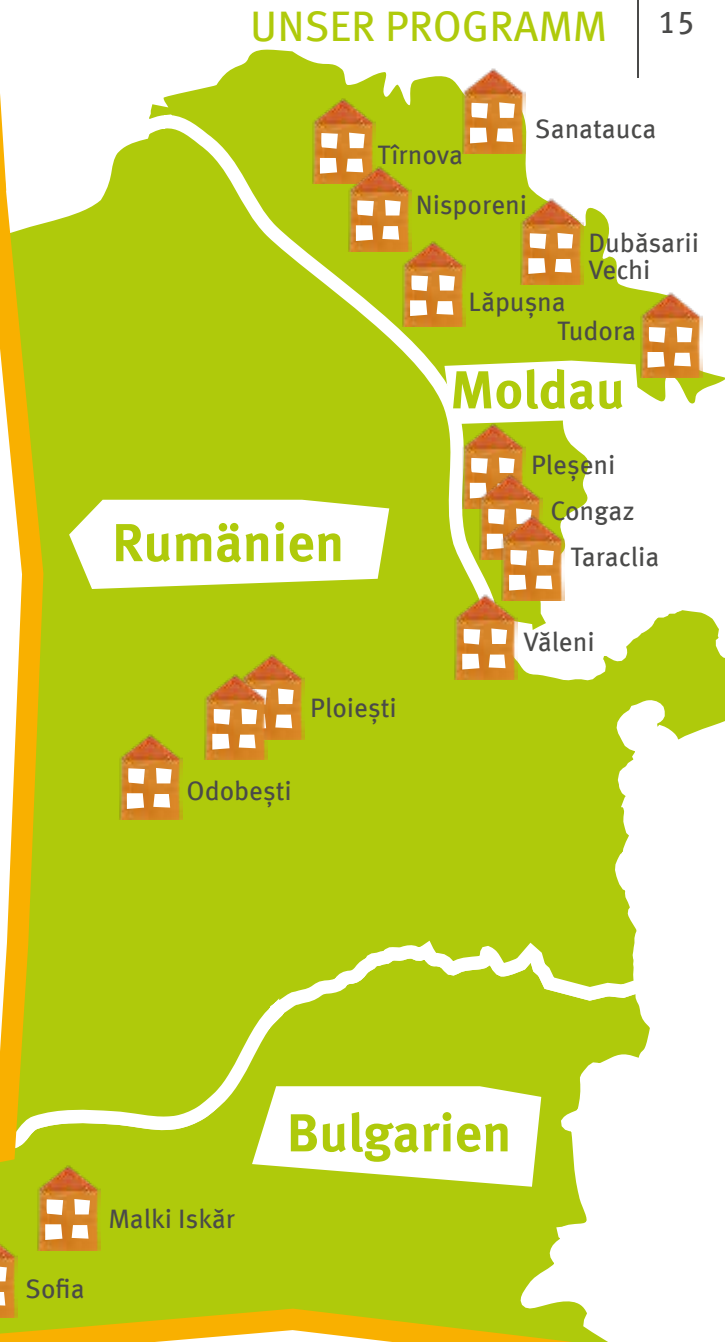 UNSER PROGRAMM
15
Sanatauca
Tîrnova
Nisporeni
Dubăsarii
Vechi
Lăpușna
Tudora
Moldau
Pleșeni
Congaz
Rumänien
Taraclia
Văleni
Ploiești
Odobești
Bulgarien
Malki Iskăr
Sofia